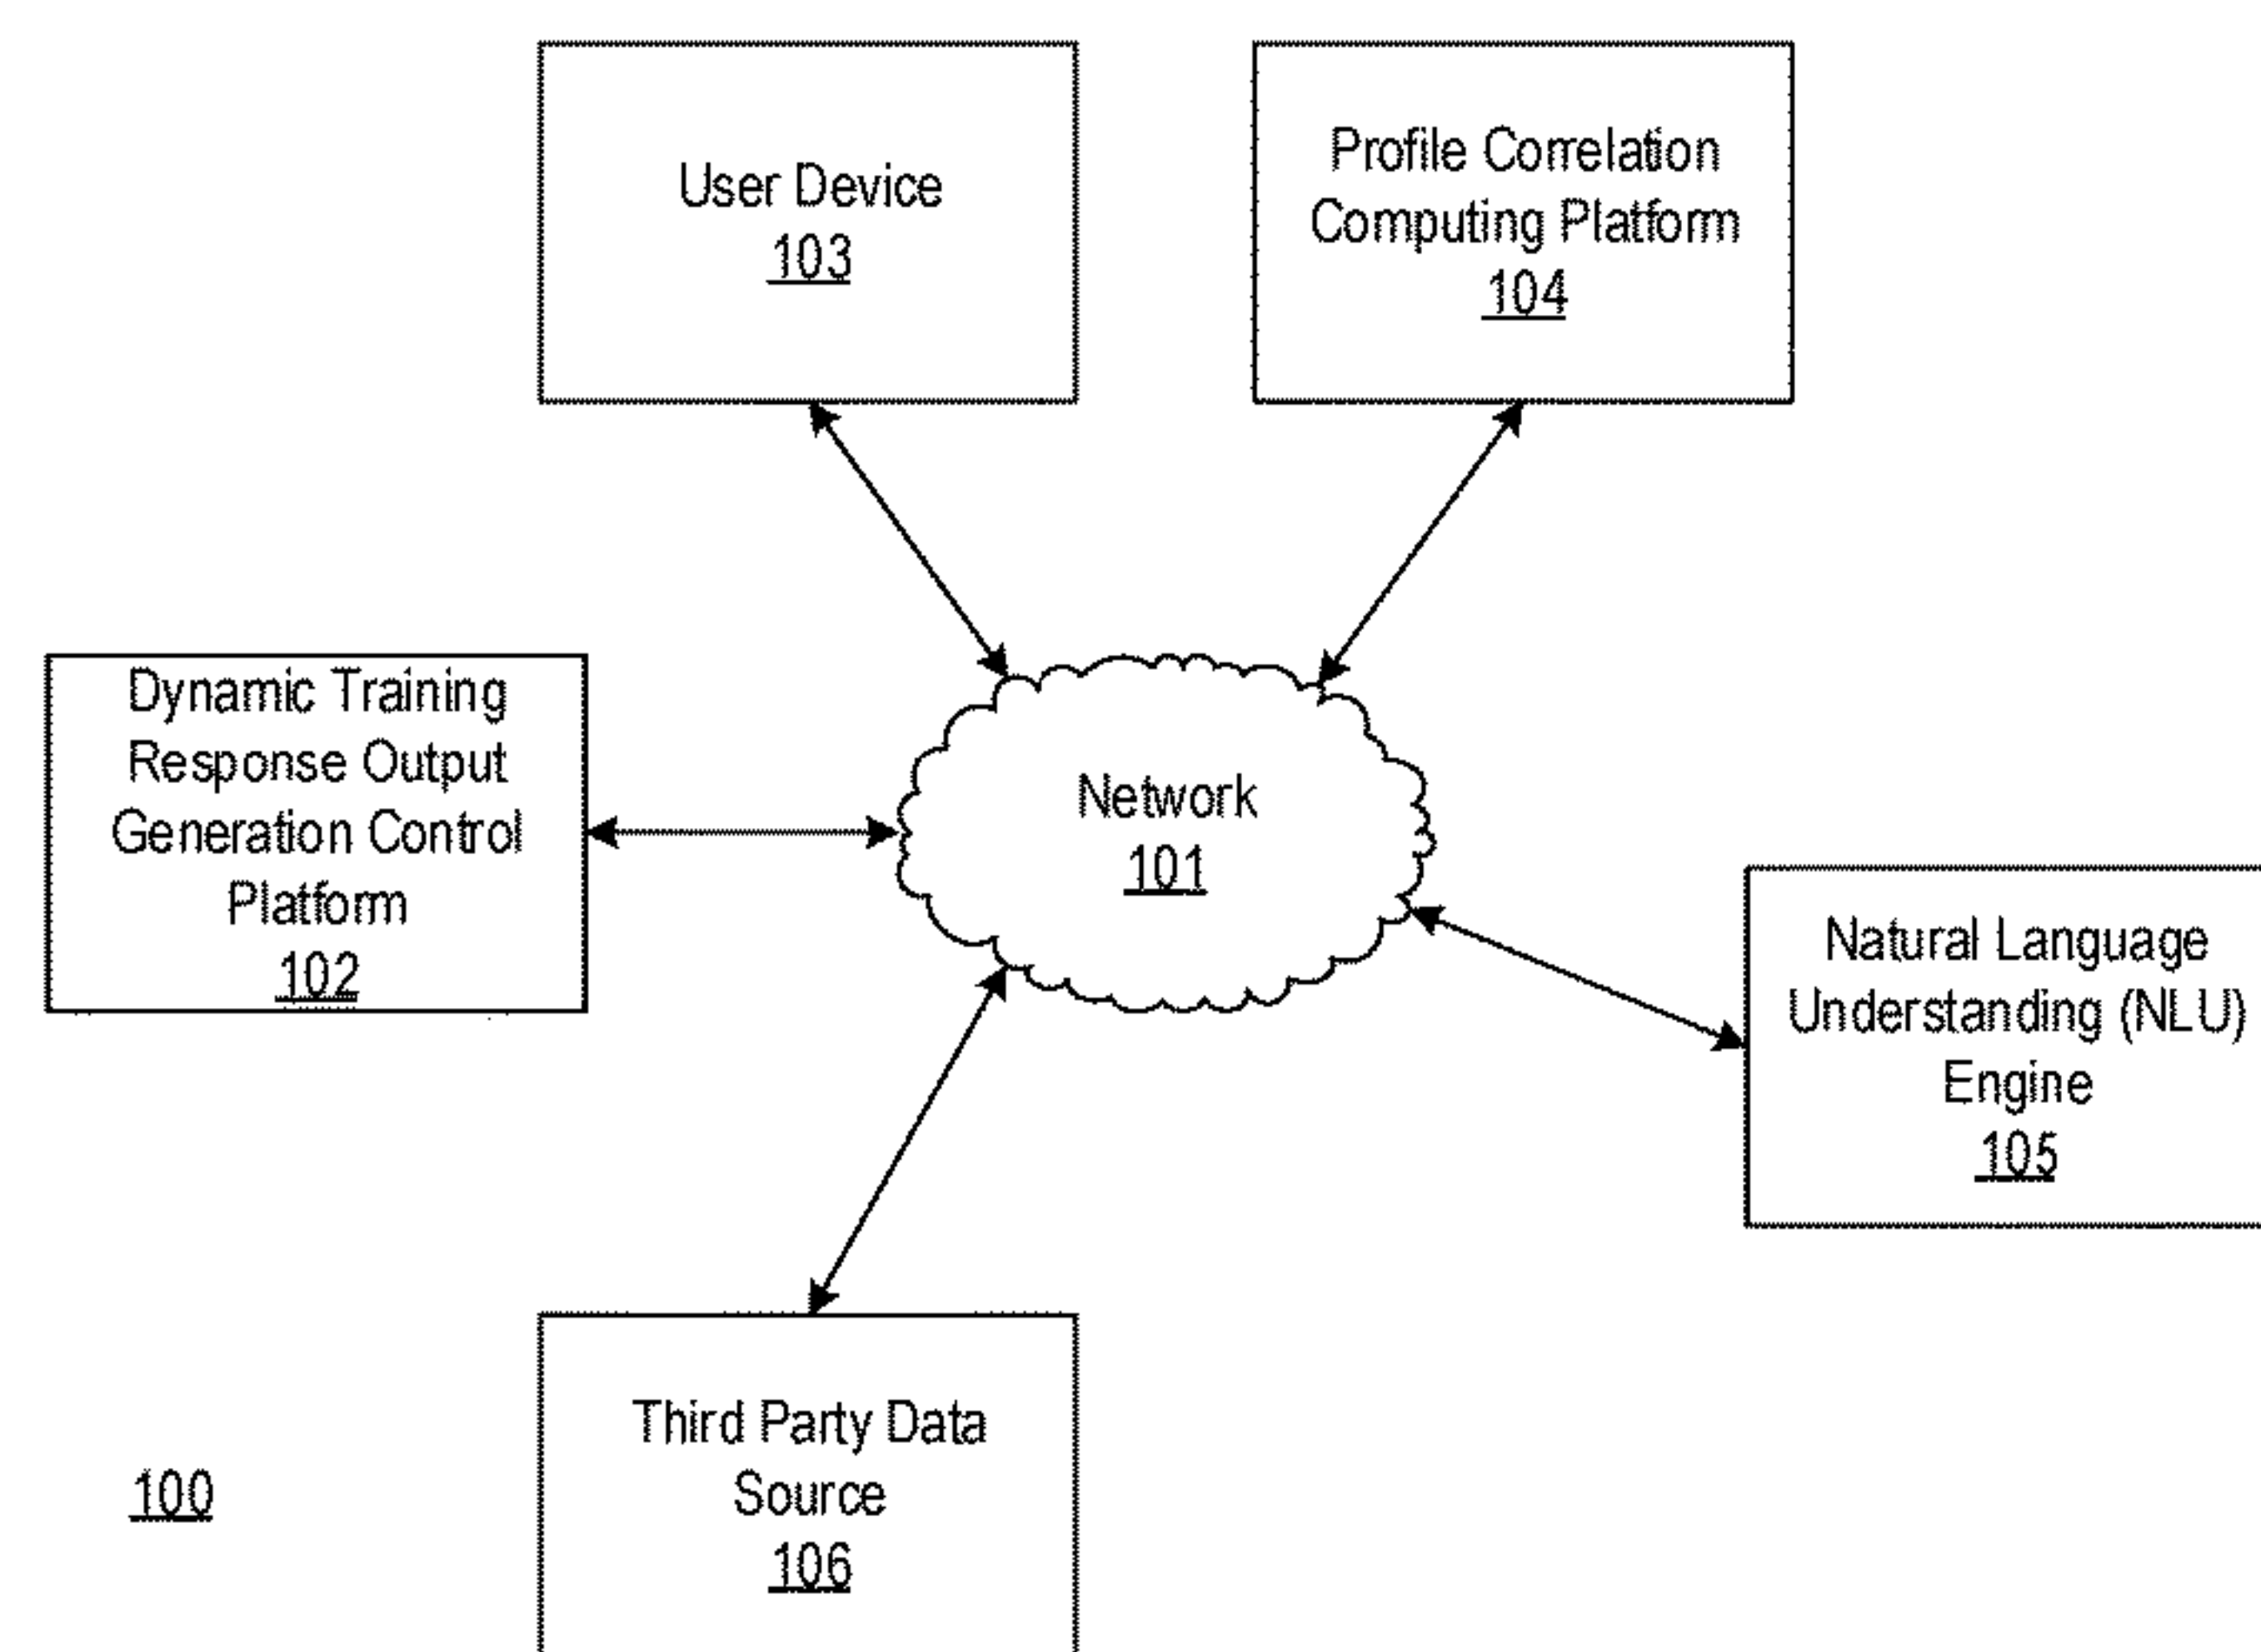 User Device
103
Profile Correlation
Computing Platform
104
Dynamic Training
Response Output
Generation Control
Platform
102
Network
101
Natural Language
Understanding (NLU)
Engine
105
Third Party Data
Source
106
100